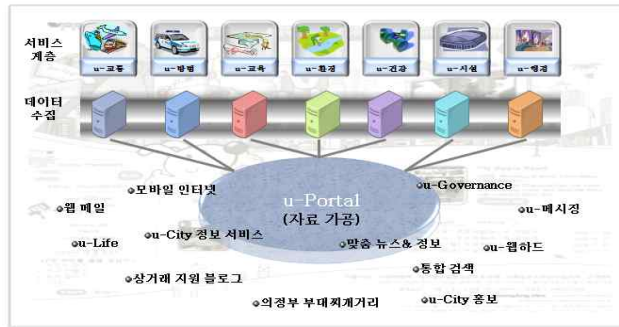 서비스
계층
u-교통 u-방범 u-교육 u-환경 u-건강 u-시설 u-행정
데이터
수집
u-Portal
(자료 가공)
모바일 인터넷
u-Governance
웹 메일
u-메시징
u-Life
u-City 정보 서비스
맞춤 뉴스& 정보
u-웹하드
상거래 지원 블로그
통합 검색
의정부 부대찌개거리
u-City 홍보